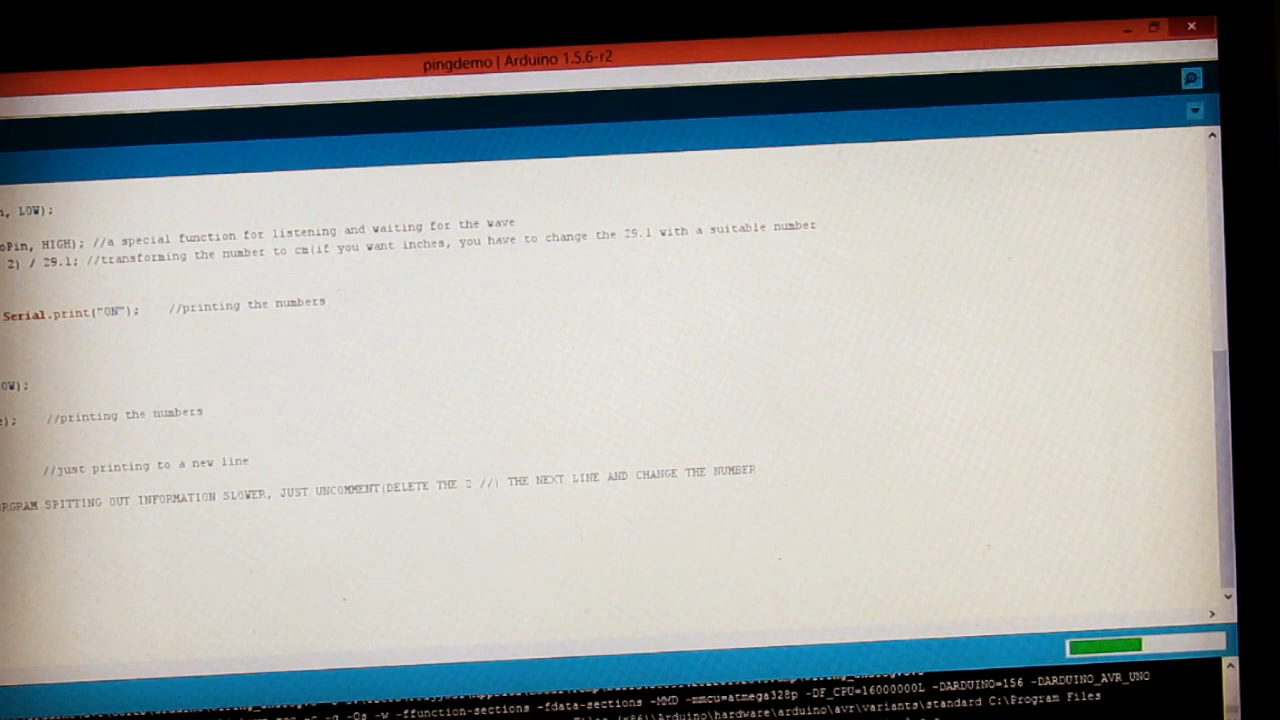 pingdemo | Arduino 1.5.6-r2
, LOW);
oPin, HIGH); //a special function for listening and waiting for the wave
2) / 29.1; //transforming the number to cm(if you want inches, you have to change the 29.1 with a suitable number
Serial.print("ON"); //printing the numbers
OW);
); //printing the numbers
//just printing to a new line
RGRAM SPITTING OUT INFORMATION SLOWER, JUST UNCOMMENT(DELETE THE 2 //) THE NEXT LINE AND CHANGE THE NUMBER
-Os -w -ffunction-sections -fdata-sections -MMD -mmcu=atmega328p -DF_CPU=16000000L -DARDUINO=156 -DARDUINO_AVR_UNO
Files (x86)\Arduino\hardware\arduino\avr\variants\standard C:\Program Files